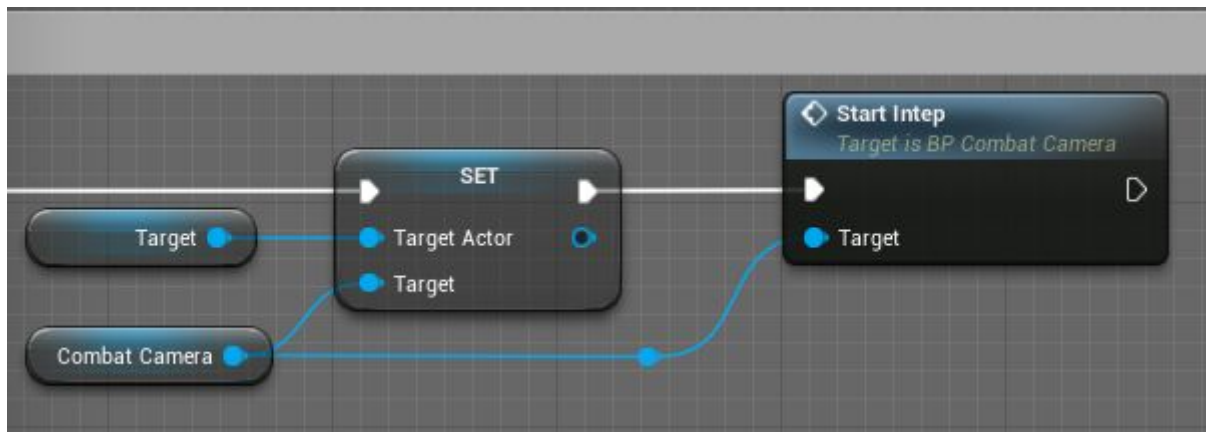 Start Intep
Target is BP Combat Camera
SET
Target
Target Actor
Target
Target
Combat Camera